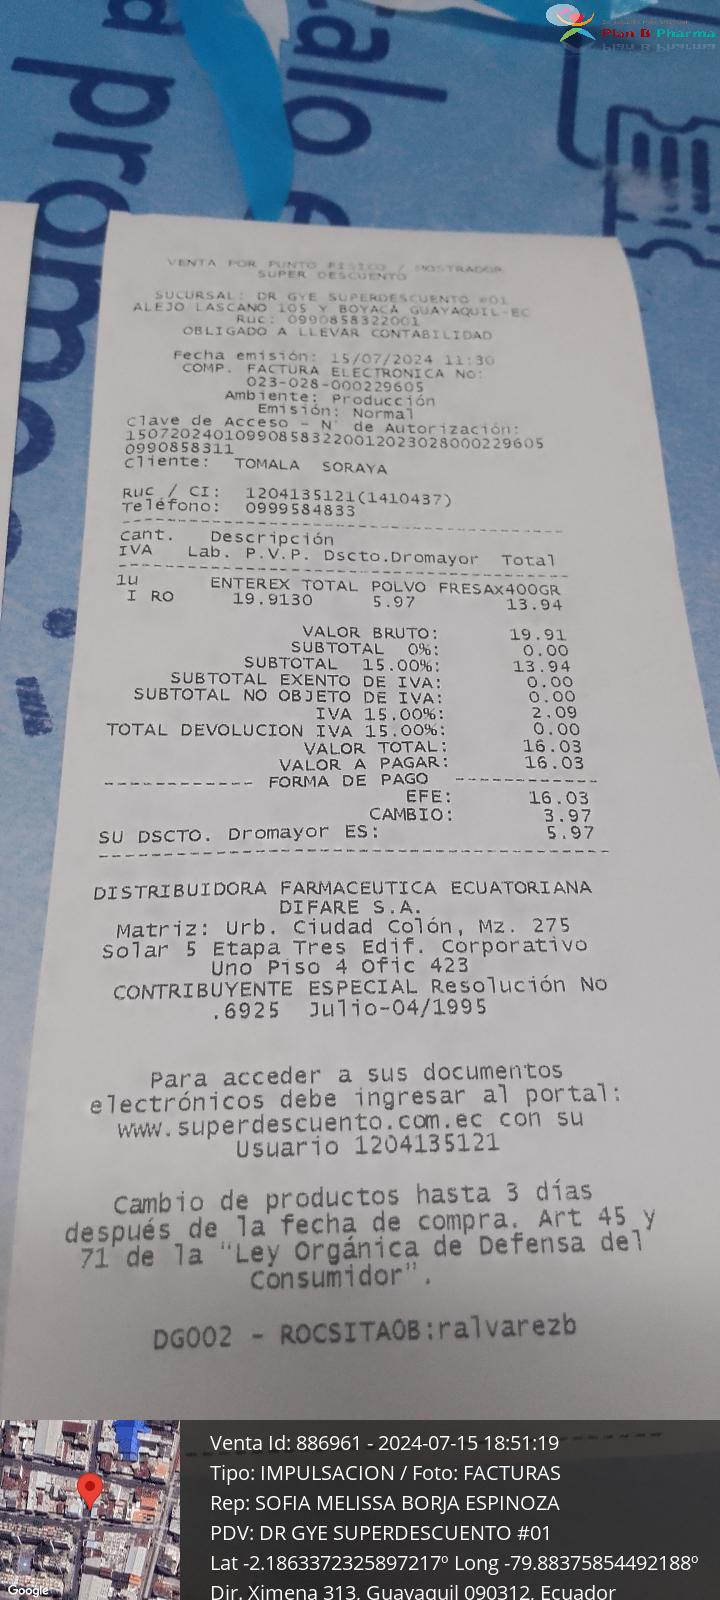 Plan B Pharma
VENTA POR PUNTO FISICO / MOSTRADOR
SUPER DESCUENTO
SUCURSAL: DR GYE SUPERDESCUENTO #01
ALEJO LASCANO 105 Y BOYACA GUAYAQUIL-EC
Ruc: 0990858322001
OBLIGADO A LLEVAR CONTABILIDAD
Fecha emisión: 15/07/2024 11:30
COMP. FACTURA ELECTRONICA No:
023-028-000229605
Ambiente: Producción
Emisión: Normal
Clave de Acceso - N° de Autorización:
150720240109908583220012023028000229605
0990858311
Cliente: TOMALA SORAYA
Ruc / CI: 1204135121(1410437)
Teléfono: 0999584833
Cant. Descripción
IVA Lab. P.V.P. Dscto.Dromayor Total
1u ENTEREX TOTAL POLVO FRESAx400GR
I RO 19.9130 5.97 13.94
VALOR BRUTO: 19.91
SUBTOTAL 0%: 0.00
SUBTOTAL 15.00%: 13.94
SUBTOTAL EXENTO DE IVA: 0.00
SUBTOTAL NO OBJETO DE IVA: 0.00
IVA 15.00%: 2.09
TOTAL DEVOLUCION IVA 15.00%: 0.00
VALOR TOTAL: 16.03
VALOR A PAGAR: 16.03
------------ FORMA DE PAGO ------------
EFE: 16.03
CAMBIO: 3.97
SU DSCTO. Dromayor ES: 5.97
DISTRIBUIDORA FARMACEUTICA ECUATORIANA
DIFARE S.A.
Matriz: Urb. Ciudad Colón, Mz. 275
Solar 5 Etapa Tres Edif. Corporativo
Uno Piso 4 Ofic 423
CONTRIBUYENTE ESPECIAL Resolución No
.6925 Julio-04/1995
Para acceder a sus documentos
electrónicos debe ingresar al portal:
www.superdescuento.com.ec con su
Usuario 1204135121
Cambio de productos hasta 3 días
después de la fecha de compra. Art 45 y
71 de la "Ley Orgánica de Defensa del
Consumidor".
DG002 - ROCSITAOB:ralvarezb
Venta Id: 886961 - 2024-07-15 18:51:19
Tipo: IMPULSACION / Foto: FACTURAS
Rep: SOFIA MELISSA BORJA ESPINOZA
PDV: DR GYE SUPERDESCUENTO #01
Lat -2.1863372325897217º Long -79.88375854492188º
Dir. Ximena 313, Guayaquil 090312, Ecuador
Google